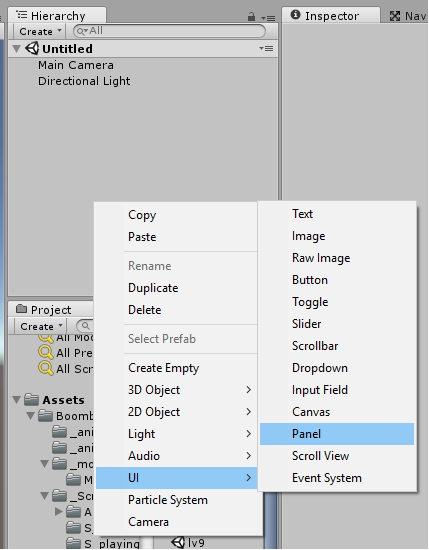 Hierarchy
Inspector
Nav
Create
All
Untitled
Main Camera
Directional Light
Copy
Paste
Rename
Duplicate
Delete
Select Prefab
Create Empty
3D Object
2D Object
Light
Audio
UI
Particle System
Camera
Text
Image
Raw Image
Button
Toggle
Slider
Scrollbar
Dropdown
Input Field
Canvas
Panel
Scroll View
Event System
Project
Create
All Mod
All Pre
All Scr
Assets
Boomb
_ani
_ani
_mo
M
_Scr
A
S_
S_playing
lv9